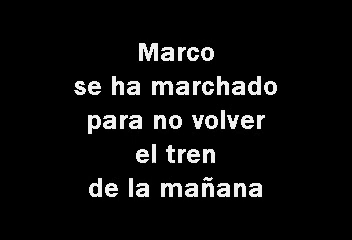 Marco
se ha marchado
para no volver
el tren
de la mañana